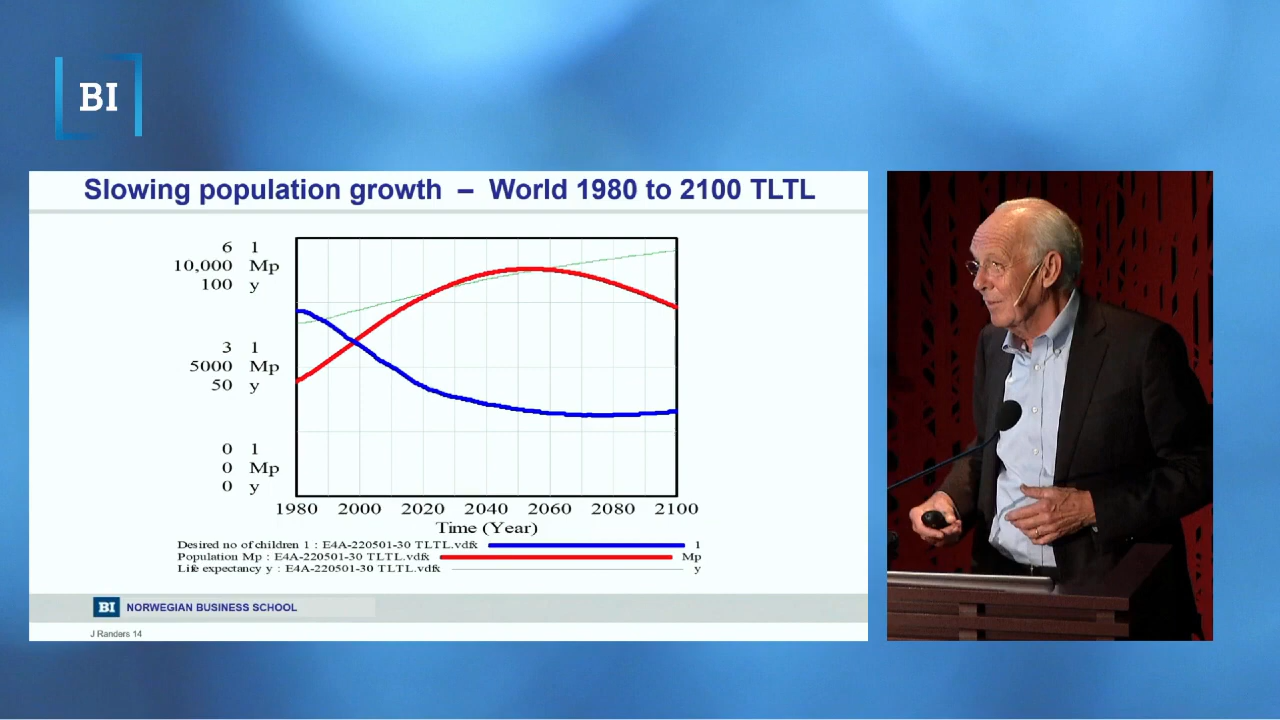 BI
Slowing population growth – World 1980 to 2100 TLTL
6 1
10,000 Mp
100 y
3 1
5000 Mp
50 y
0 1
0 Mp
0 y
1980 2000 2020 2040 2060 2080 2100
Time (Year)
Desired no of children 1 : E4A-220501-30 TLTL.vdfx 1
Population Mp : E4A-220501-30 TLTL.vdfx Mp
Life expectancy y : E4A-220501-30 TLTL.vdfx y
BI NORWEGIAN BUSINESS SCHOOL
J Randers 14